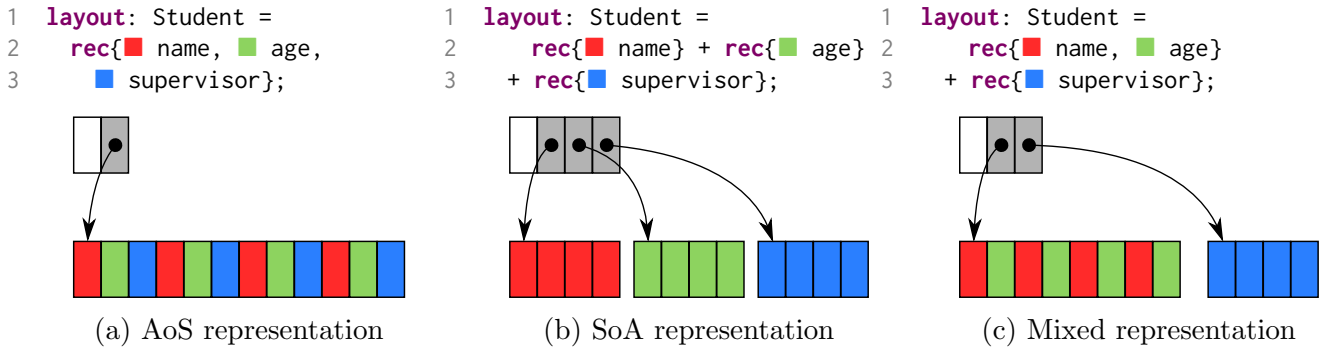 1 layout: Student =
2 rec{ name, age,
3 supervisor};
(a) AoS representation
1 layout: Student =
2 rec{ name} + rec{ age}
3 + rec{ supervisor};
(b) SoA representation
1 layout: Student =
2 rec{ name, age}
3 + rec{ supervisor};
(c) Mixed representation